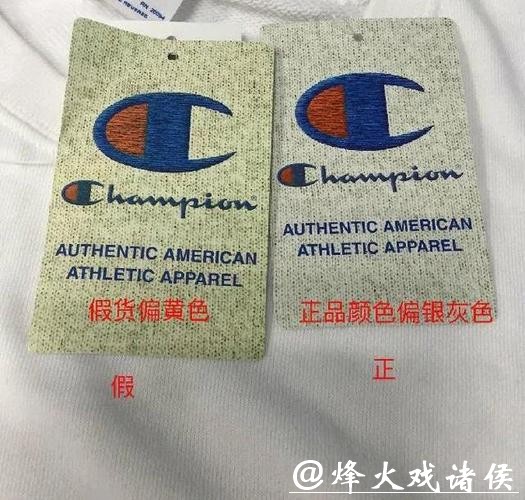 Champion
AUTHENTIC AMERICAN
ATHLETIC APPAREL
假货偏黄色
假
Champion
AUTHENTIC AMERICAN
ATHLETIC APPAREL
正品颜色偏银灰色
正
@烽火戏诸侯